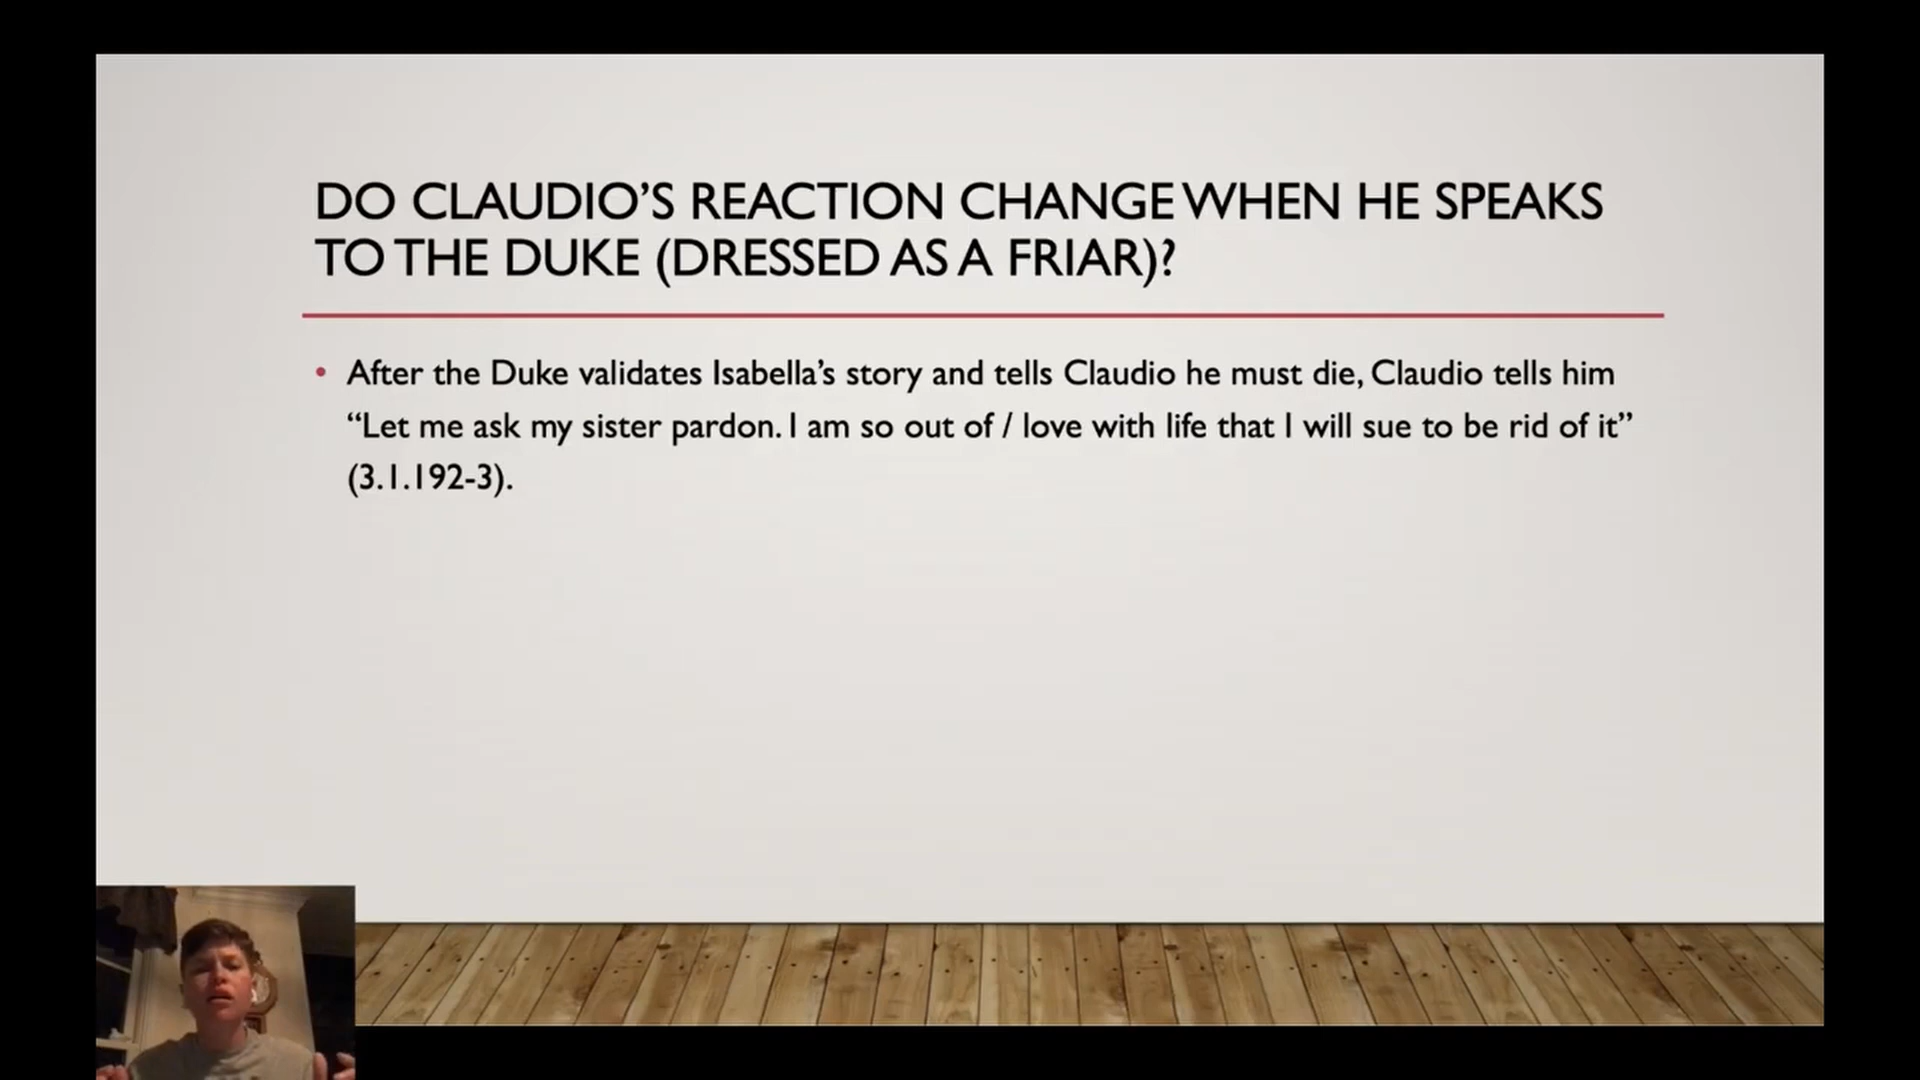 DO CLAUDIO’S REACTION CHANGE WHEN HE SPEAKS
TO THE DUKE (DRESSED AS A FRIAR)?
• After the Duke validates Isabella’s story and tells Claudio he must die, Claudio tells him
“Let me ask my sister pardon. I am so out of / love with life that I will sue to be rid of it”
(3.1.192-3).